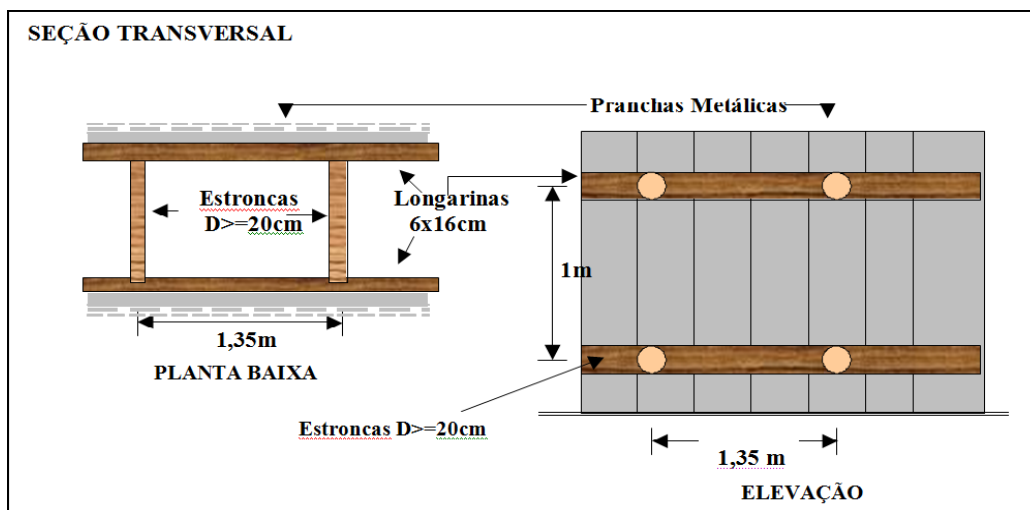 SEÇÃO TRANSVERSAL
Pranchas Metálicas
Estroncas
D>=20cm
Longarinas
6x16cm
1m
1,35m
PLANTA BAIXA
Estroncas D>=20cm
1,35 m
ELEVAÇÃO